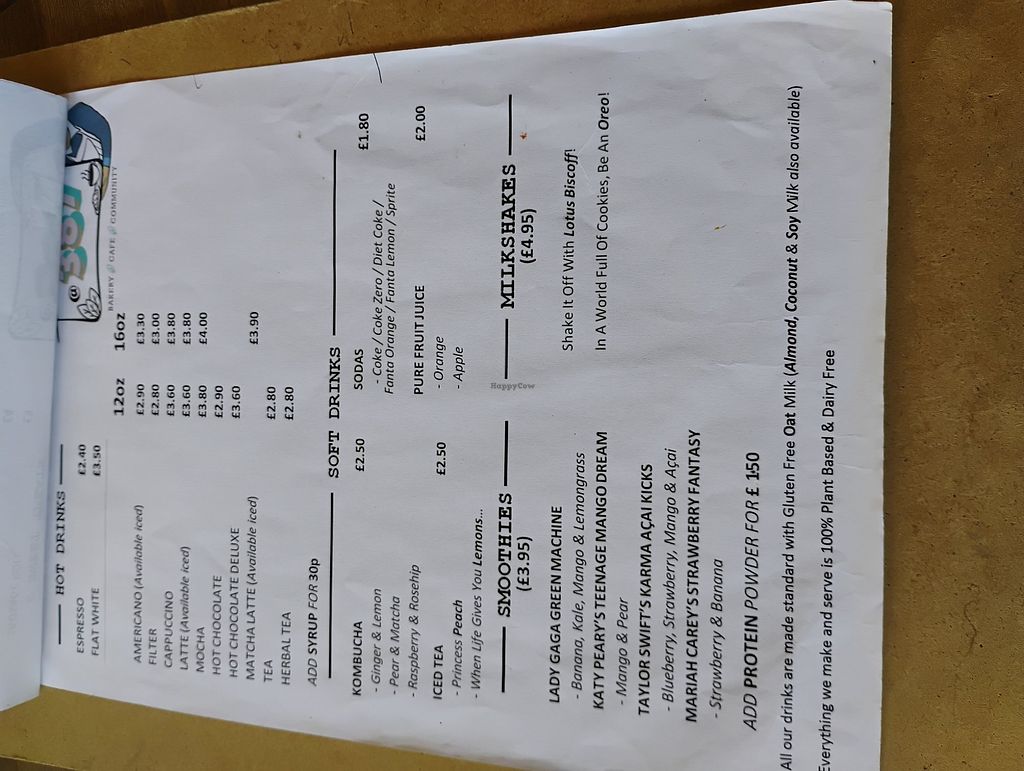 @ 387
BAKERY CAFE COMMUNITY
HOT DRINKS
ESPRESSO £2.40
FLAT WHITE £3.50
12oz 16oz
AMERICANO (Available Iced) £2.90 £3.30
FILTER £2.80 £3.00
CAPPUCCINO £3.60 £3.80
LATTE (Available Iced) £3.60 £3.80
MOCHA £3.80 £4.00
HOT CHOCOLATE £2.90
HOT CHOCOLATE DELUXE £3.60
MATCHA LATTE (Available Iced) £3.90
TEA £2.80
HERBAL TEA £2.80
ADD SYRUP FOR 30p
SOFT DRINKS
KOMBUCHA £2.50
- Ginger & Lemon
- Pear & Matcha
- Raspberry & Rosehip
ICED TEA £2.50
- Princess Peach
- When Life Gives You Lemons...
SODAS £1.80
- Coke / Coke Zero / Diet Coke /
Fanta Orange / Fanta Lemon / Sprite
PURE FRUIT JUICE £2.00
- Orange
- Apple
SMOOTHIES
(£3.95)
LADY GAGA GREEN MACHINE
- Banana, Kale, Mango & Lemongrass
KATY PEARY'S TEENAGE MANGO DREAM
- Mango & Pear
TAYLOR SWIFT'S KARMA AÇAI KICKS
- Blueberry, Strawberry, Mango & Açai
MARIAH CAREY'S STRAWBERRY FANTASY
- Strawberry & Banana
ADD PROTEIN POWDER FOR £ 1.50
MILKSHAKES
(£4.95)
Shake It Off With Lotus Biscoff!
In A World Full Of Cookies, Be An Oreo!
All our drinks are made standard with Gluten Free Oat Milk (Almond, Coconut & Soy Milk also available)
Everything we make and serve is 100% Plant Based & Dairy Free
HappyCow